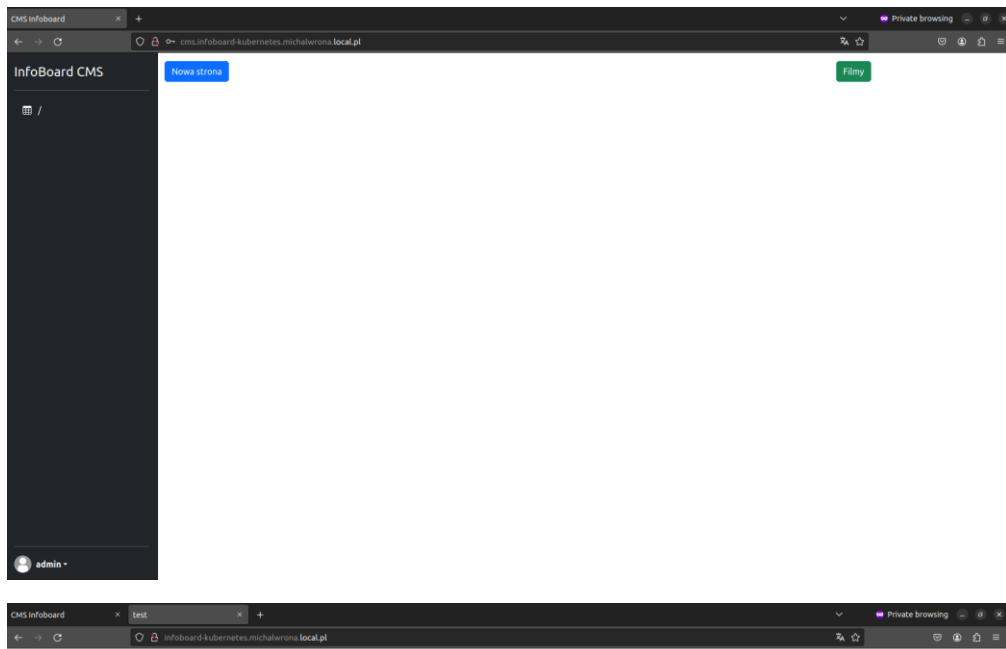 CMS Infoboard
Private browsing
cms.infoboard-kubernetes.michalwrona.local.pl
InfoBoard CMS
Nowa strona
Filmy
/
admin
CMS Infoboard
test
Private browsing
infoboard-kubernetes.michalwrona.local.pl